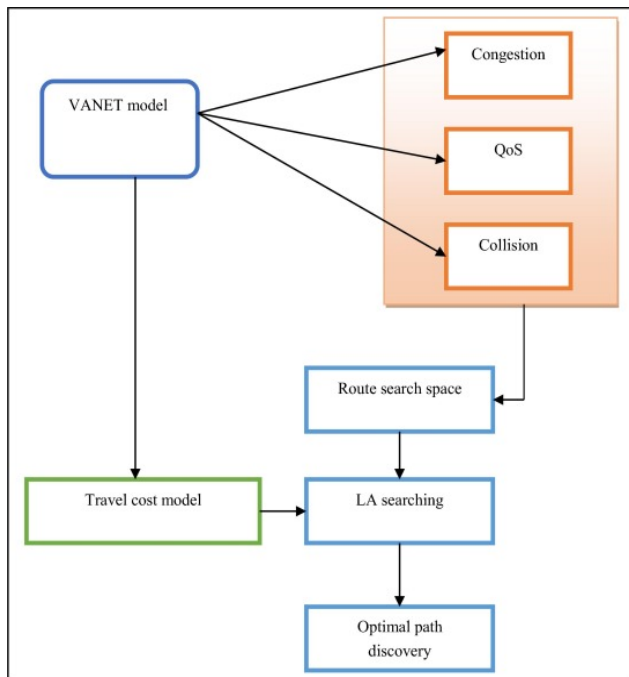 Congestion
VANET model
QoS
Collision
Route search space
Travel cost model
LA searching
Optimal path
discovery